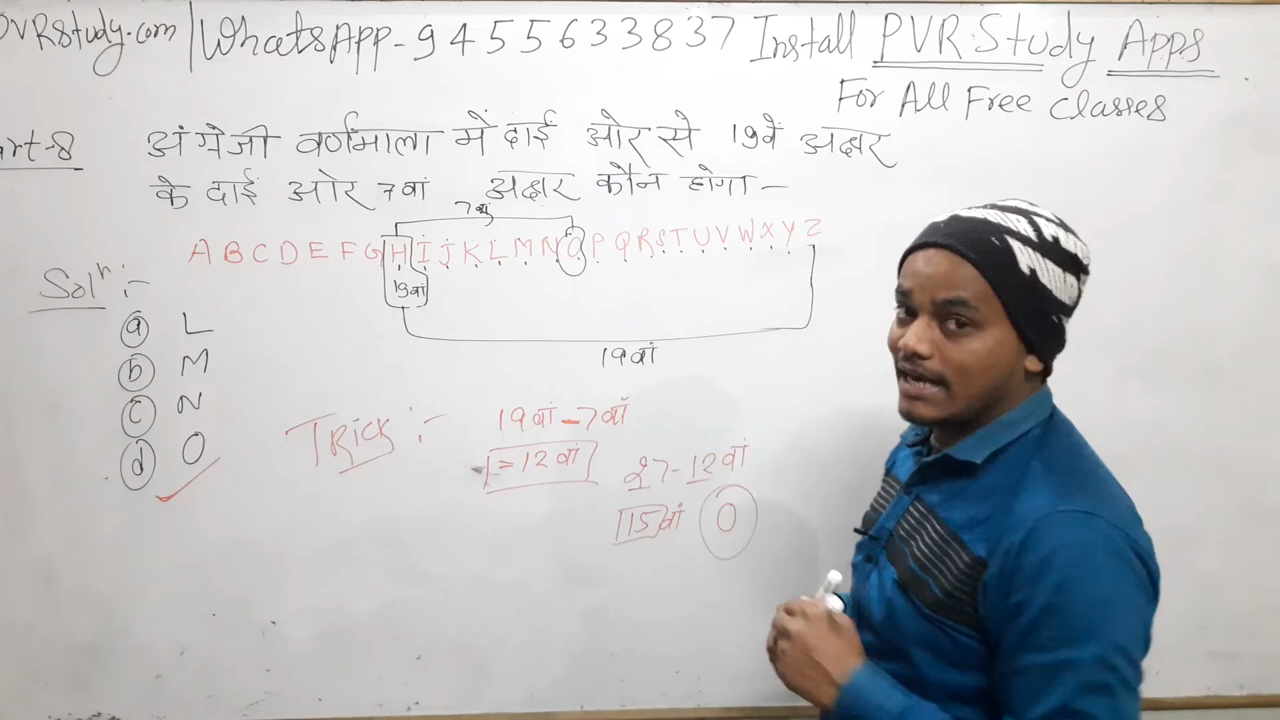 PVRStudy.com | WhatsApp-9455633837 Install PVR Study Apps
For All Free Classes
art-8 अंग्रेजी वर्णमाला में दाईं ओर से 19वें अक्षर
के दाईं ओर 7वां अक्षर कौन होगा -
7वां
A B C D E F G H I J K L M N O P Q R S T U V W X Y Z
19वां
Solⁿ:-
19वां
ⓐ L
ⓑ M
ⓒ N
ⓓ O
Trick :- 19वां - 7वां
= 12वां
27-12वां
15वां O